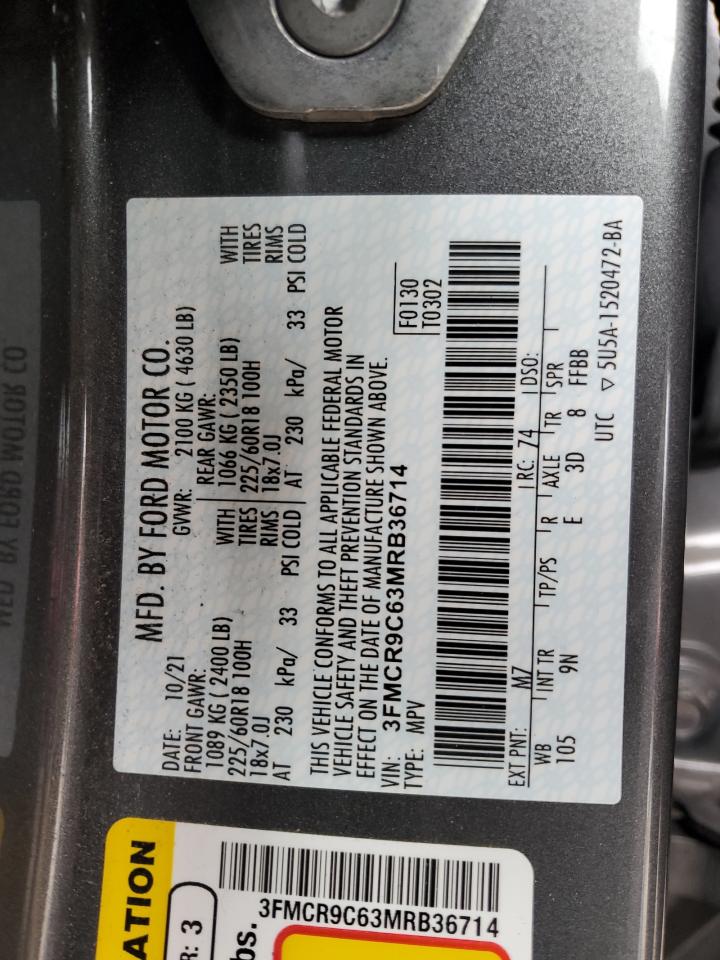 MFD. BY FORD MOTOR CO.
DATE: 10/21 GVWR: 2100 KG ( 4630 LB)
FRONT GAWR: REAR GAWR:
1089 KG ( 2400 LB) WITH 1066 KG ( 2350 LB) WITH
225/60R18 100H TIRES 225/60R18 100H TIRES
18x7.0J RIMS 18x7.0J RIMS
AT 230 kPa/ 33 PSI COLD AT 230 kPa/ 33 PSI COLD
THIS VEHICLE CONFORMS TO ALL APPLICABLE FEDERAL MOTOR
VEHICLE SAFETY AND THEFT PREVENTION STANDARDS IN
EFFECT ON THE DATE OF MANUFACTURE SHOWN ABOVE.
VIN: 3FMCR9C63MRB36714 F0130
TYPE: MPV T0302
EXT PNT: M7 RC: 74 DSO:
WB INT TR TP/PS R AXLE TR SPR
105 9N E 3D 8 FFBB
UTC ▽ 5U5A-1520472-BA
ATION
R: 3
bs.
3FMCR9C63MRB36714